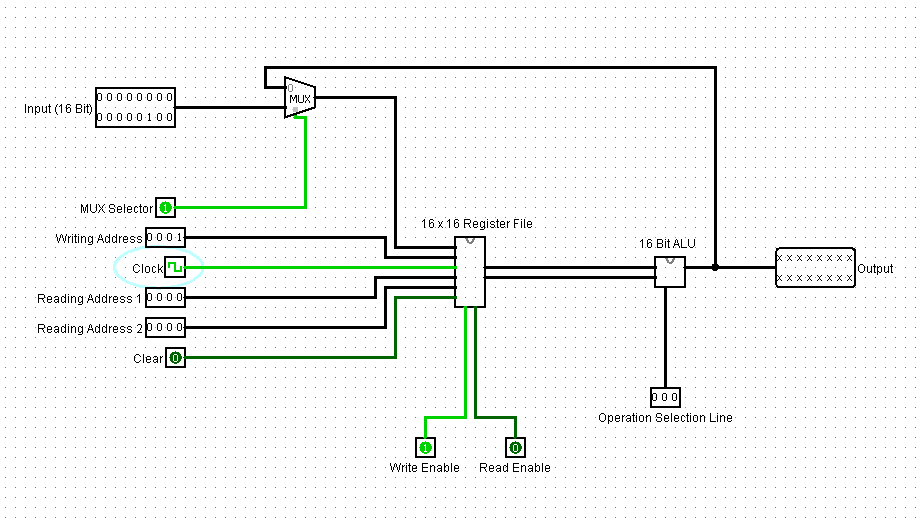 0 0 0 0 0 0 0 0
Input (16 Bit)
0 0 0 0 0 1 0 0
0
MUX
MUX Selector 1
16 x 16 Register File
Writing Address 0 0 0 1
16 Bit ALU
Clock
x x x x x x x x
Output
x x x x x x x x
Reading Address 1 0 0 0 0
Reading Address 2 0 0 0 0
Clear 0
0 0 0
Operation Selection Line
1
0
Write Enable
Read Enable